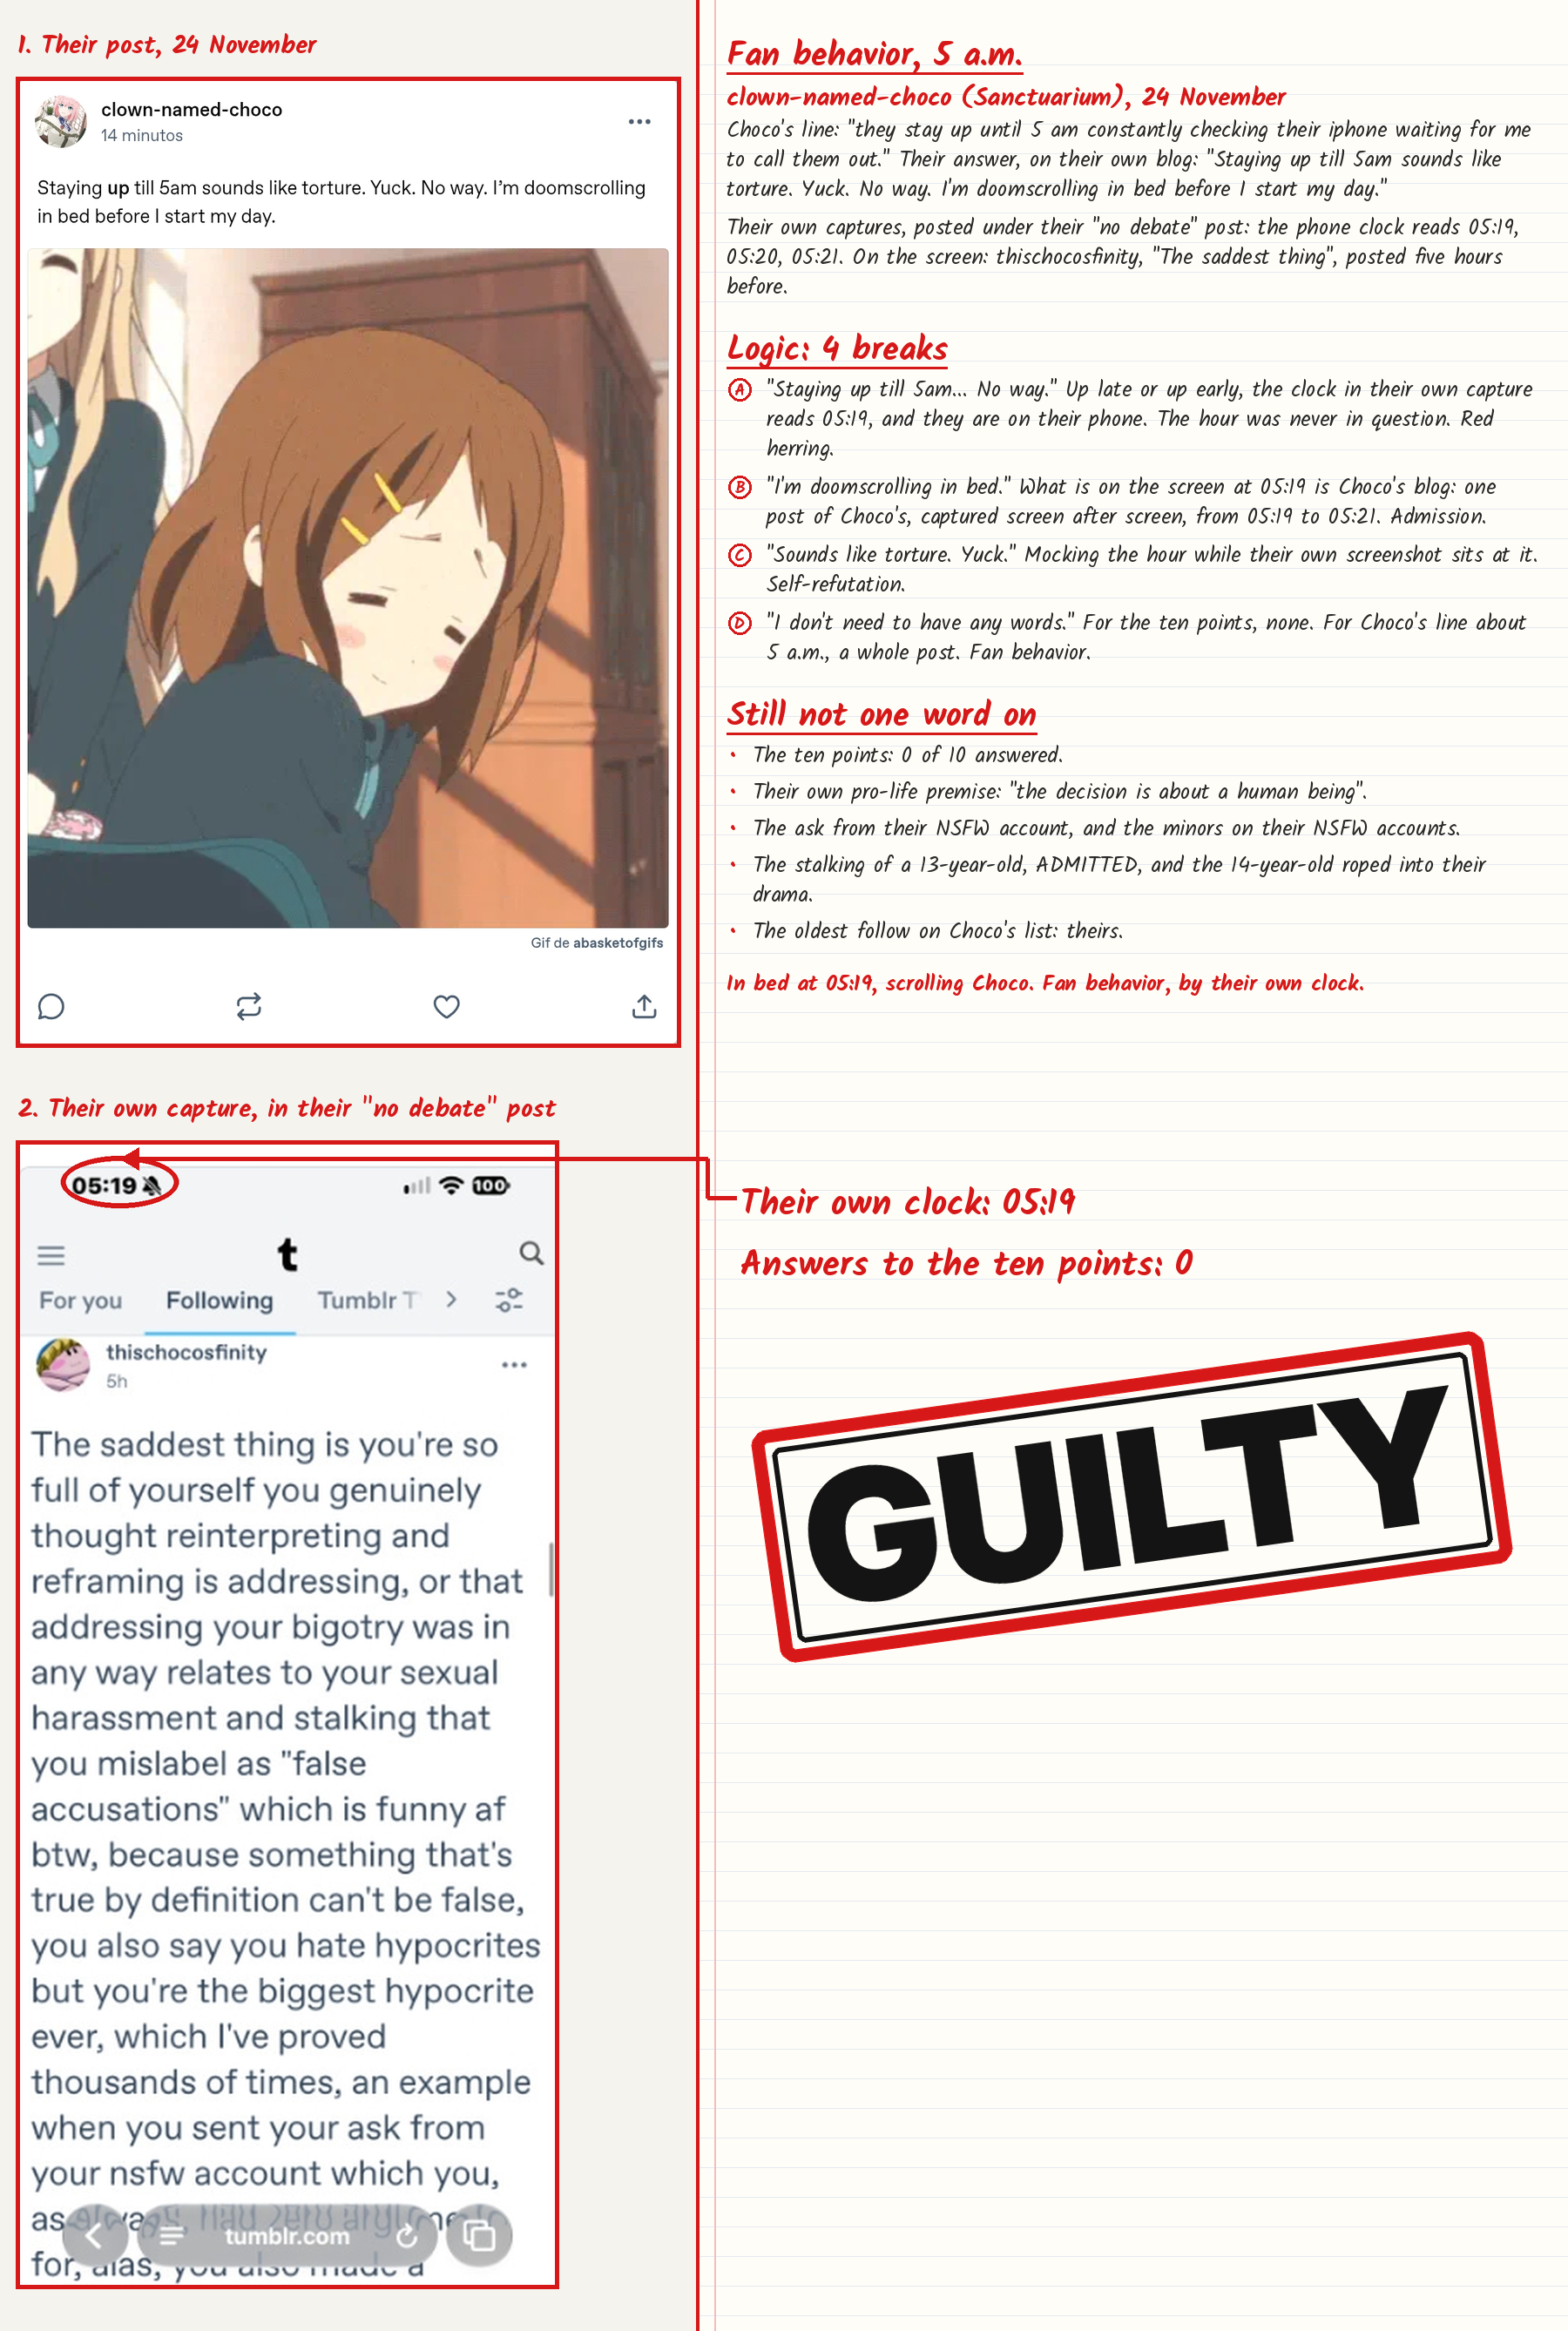 1. Their post, 24 November
clown-named-choco
14 minutos
Staying up till 5am sounds like torture. Yuck. No way. I'm doomscrolling
in bed before I start my day.
Gif de abasketofgifs
2. Their own capture, in their "no debate" post
05:19
100
t
For you
Following
Tumblr T
thischocosfinity
5h
The saddest thing is you're so
full of yourself you genuinely
thought reinterpreting and
reframing is addressing, or that
addressing your bigotry was in
any way relates to your sexual
harassment and stalking that
you mislabel as "false
accusations" which is funny af
btw, because something that's
true by definition can't be false,
you also say you hate hypocrites
but you're the biggest hypocrite
ever, which I've proved
thousands of times, an example
when you sent your ask from
your nsfw account which you,
as
tumblr.com
for, alas, you also made a
Fan behavior, 5 a.m.
clown-named-choco (Sanctuarium), 24 November
Choco's line: "they stay up until 5 am constantly checking their iphone waiting for me
to call them out." Their answer, on their own blog: "Staying up till 5am sounds like
torture. Yuck. No way. I'm doomscrolling in bed before I start my day."
Their own captures, posted under their "no debate" post: the phone clock reads 05:19,
05:20, 05:21. On the screen: thischocosfinity, "The saddest thing", posted five hours
before.
Logic: 4 breaks
A "Staying up till 5am... No way." Up late or up early, the clock in their own capture
reads 05:19, and they are on their phone. The hour was never in question. Red
herring.
B "I'm doomscrolling in bed." What is on the screen at 05:19 is Choco's blog: one
post of Choco's, captured screen after screen, from 05:19 to 05:21. Admission.
C "Sounds like torture. Yuck." Mocking the hour while their own screenshot sits at it.
Self-refutation.
D "I don't need to have any words." For the ten points, none. For Choco's line about
5 a.m., a whole post. Fan behavior.
Still not one word on
• The ten points: 0 of 10 answered.
• Their own pro-life premise: "the decision is about a human being".
• The ask from their NSFW account, and the minors on their NSFW accounts.
• The stalking of a 13-year-old, ADMITTED, and the 14-year-old roped into their
drama.
• The oldest follow on Choco's list: theirs.
In bed at 05:19, scrolling Choco. Fan behavior, by their own clock.
Their own clock: 05:19
Answers to the ten points: 0
GUILTY